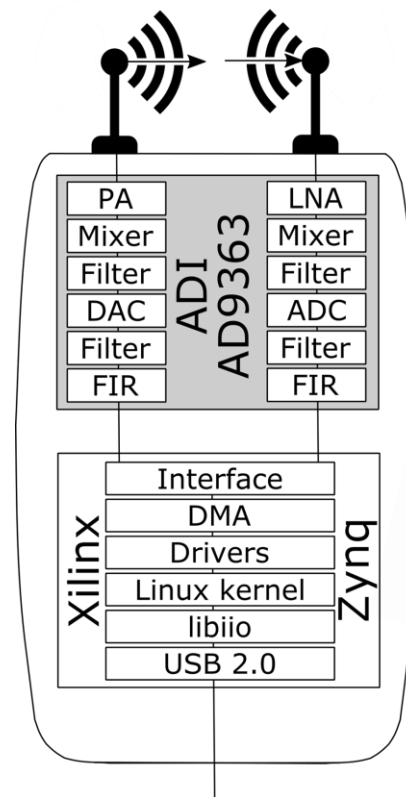 PA
Mixer
Filter
DAC
Filter
FIR
ADI
AD9363
LNA
Mixer
Filter
ADC
Filter
FIR
Xilinx
Interface
DMA
Drivers
Linux kernel
libiio
USB 2.0
Zynq